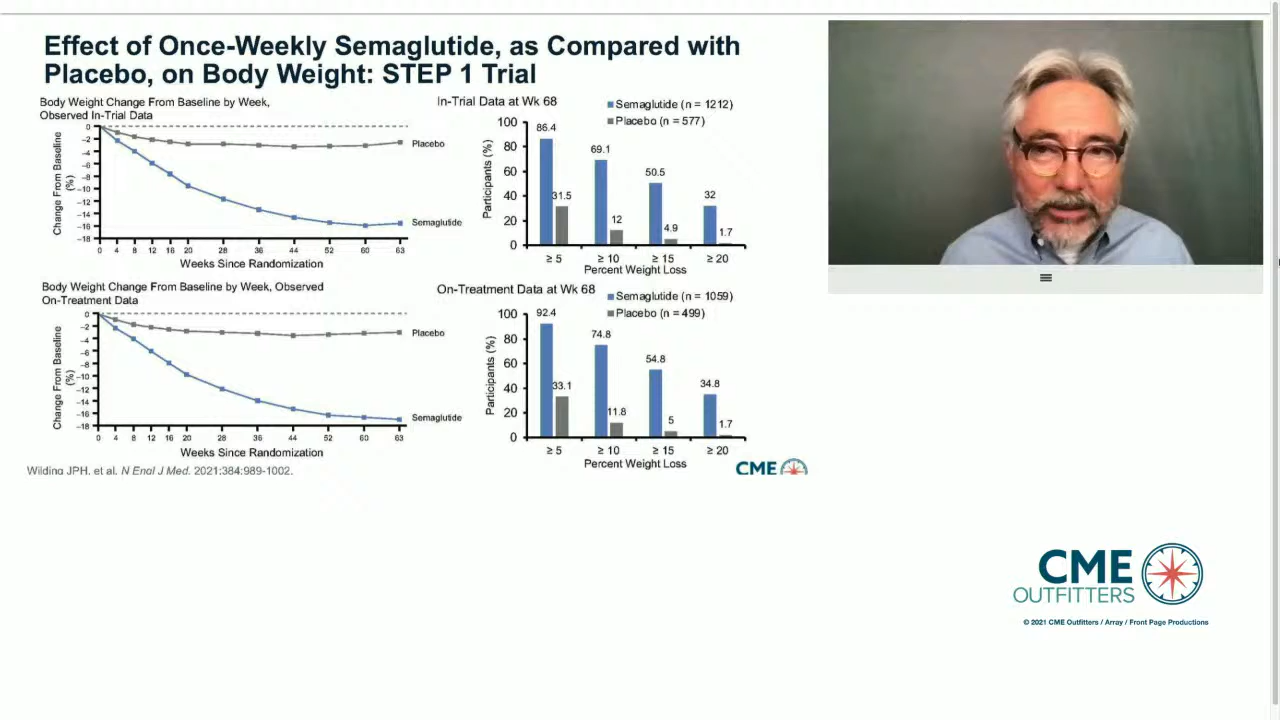 Effect of Once-Weekly Semaglutide, as Compared with
Placebo, on Body Weight: STEP 1 Trial
Body Weight Change From Baseline by Week,
Observed In-Trial Data
Change From Baseline
(%)
0
−2
−4
−6
−8
−10
−12
−14
−16
−18
Placebo
Semaglutide
0 4 8 12 16 20 28 36 44 52 60 63
Weeks Since Randomization
In-Trial Data at Wk 68
Semaglutide (n = 1212)
Placebo (n = 577)
Participants (%)
100
80
60
40
20
0
86.4
31.5
69.1
12
50.5
4.9
32
1.7
≥ 5 ≥ 10 ≥ 15 ≥ 20
Percent Weight Loss
Body Weight Change From Baseline by Week, Observed
On-Treatment Data
Change From Baseline
(%)
0
−2
−4
−6
−8
−10
−12
−14
−16
−18
Placebo
Semaglutide
0 4 8 12 16 20 28 36 44 52 60 63
Weeks Since Randomization
On-Treatment Data at Wk 68
Semaglutide (n = 1059)
Placebo (n = 499)
Participants (%)
100
80
60
40
20
0
92.4
33.1
74.8
11.8
54.8
5
34.8
1.7
≥ 5 ≥ 10 ≥ 15 ≥ 20
Percent Weight Loss
Wilding JPH, et al. N Engl J Med. 2021;384:989-1002.
CME
CME
OUTFITTERS
© 2021 CME Outfitters / Array / Front Page Productions